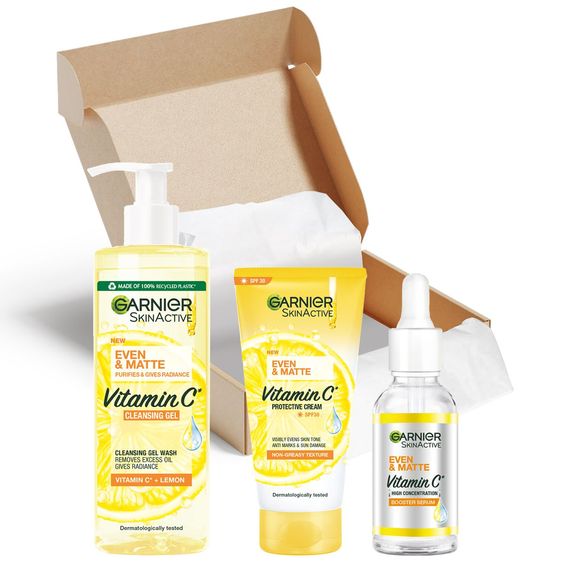 MADE OF 100% RECYCLED PLASTIC*
GARNIER
SKINACTIVE
NEW
EVEN
& MATTE
PURIFIES & GIVES RADIANCE
Vitamin C*
CLEANSING GEL
CLEANSING GEL WASH
REMOVES EXCESS OIL
GIVES RADIANCE
VITAMIN C* + LEMON
Dermatologically tested
SPF 30
GARNIER
SKINACTIVE
NEW
EVEN
& MATTE
Vitamin C*
PROTECTIVE CREAM
SPF30
VISIBLY EVENS SKIN TONE
ANTI MARKS & SUN DAMAGE
NON-GREASY TEXTURE
Dermatologically tested
GARNIER
SKINACTIVE
EVEN
& MATTE
Vitamin C*
HIGH CONCENTRATION
BOOSTER SERUM